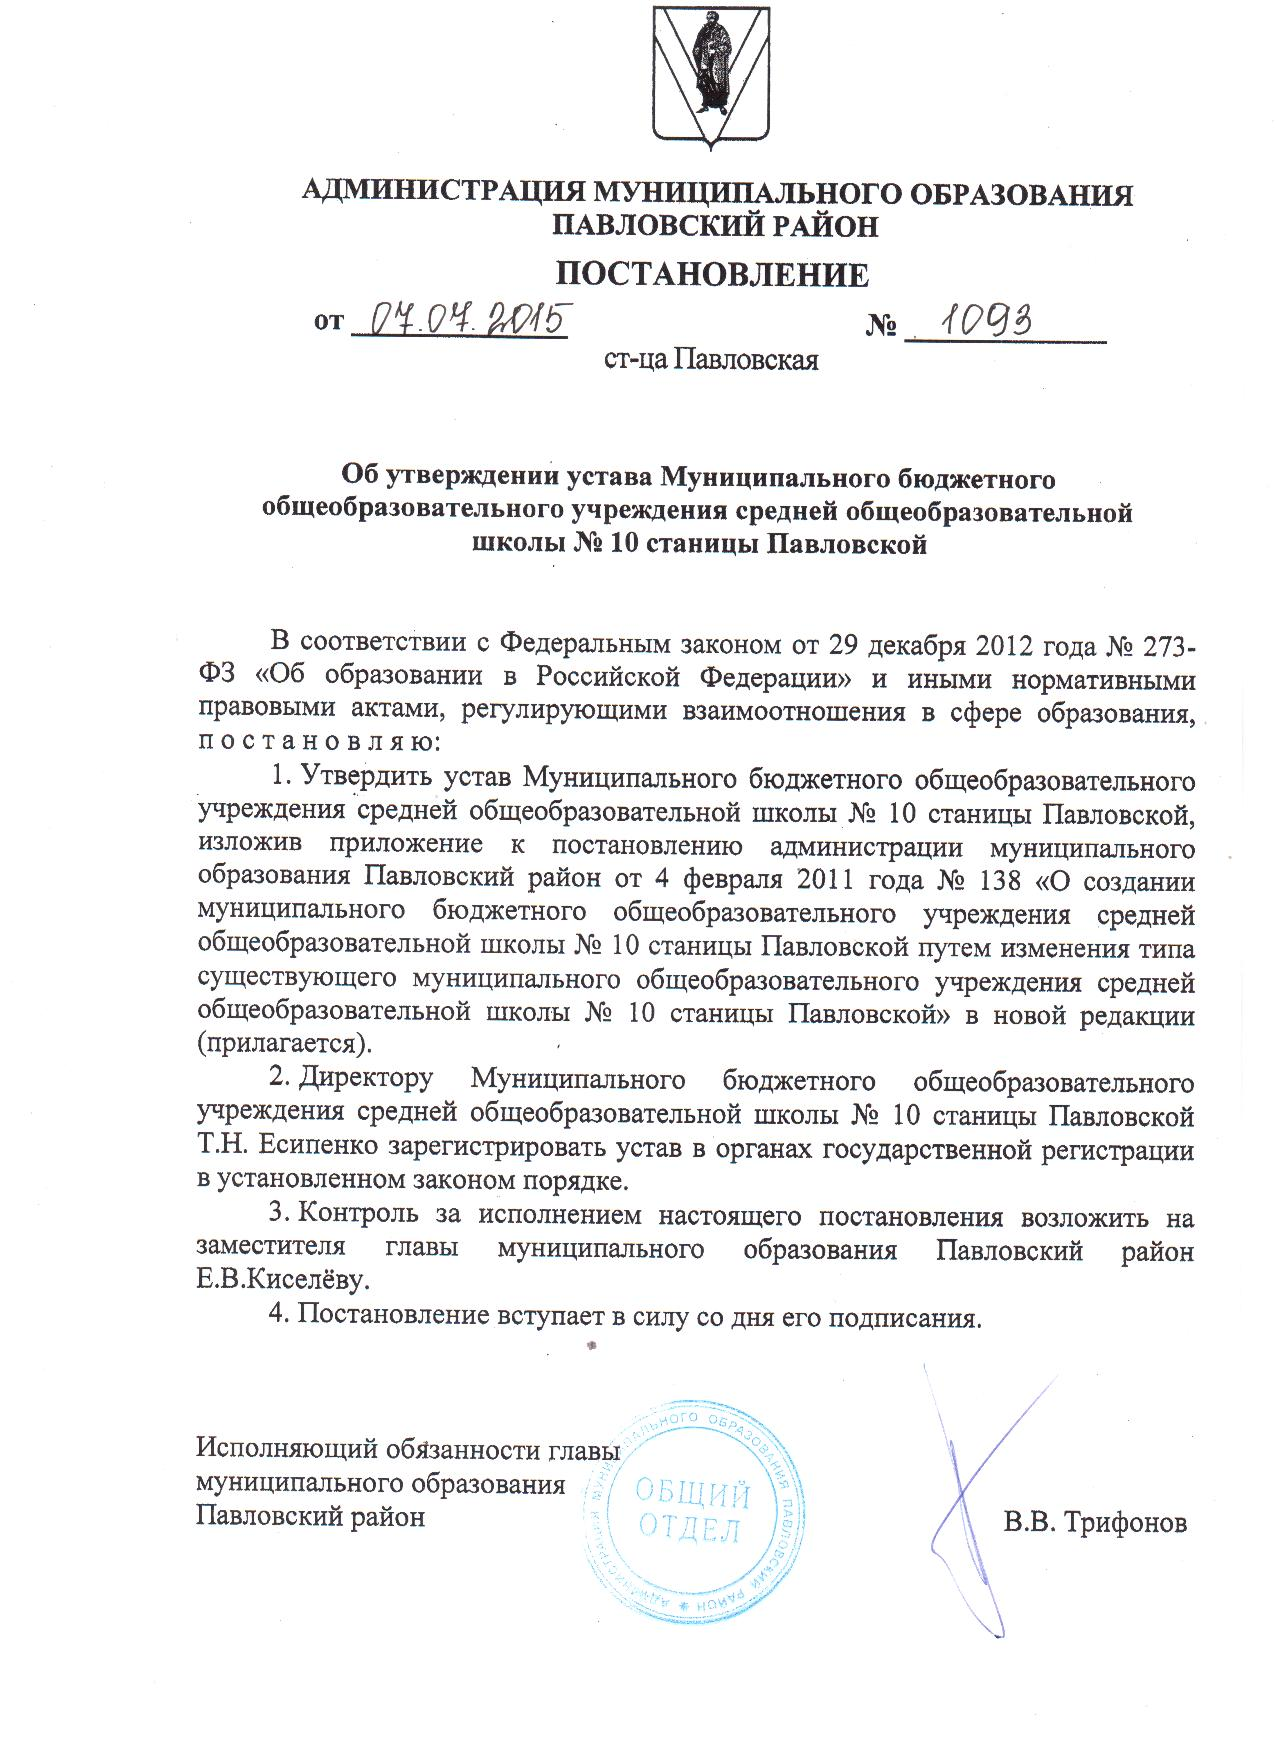 АДМИНИСТРАЦИЯ МУНИЦИПАЛЬНОГО ОБРАЗОВАНИЯ
ПАВЛОВСКИЙ РАЙОН
ПОСТАНОВЛЕНИЕ
от 07.07.2015 № 1093
ст-ца Павловская
Об утверждении устава Муниципального бюджетного
общеобразовательного учреждения средней общеобразовательной
школы № 10 станицы Павловской
В соответствии с Федеральным законом от 29 декабря 2012 года № 273-
ФЗ «Об образовании в Российской Федерации» и иными нормативными
правовыми актами, регулирующими взаимоотношения в сфере образования,
п о с т а н о в л я ю:
1. Утвердить устав Муниципального бюджетного общеобразовательного
учреждения средней общеобразовательной школы № 10 станицы Павловской,
изложив приложение к постановлению администрации муниципального
образования Павловский район от 4 февраля 2011 года № 138 «О создании
муниципального бюджетного общеобразовательного учреждения средней
общеобразовательной школы № 10 станицы Павловской путем изменения типа
существующего муниципального общеобразовательного учреждения средней
общеобразовательной школы № 10 станицы Павловской» в новой редакции
(прилагается).
2. Директору Муниципального бюджетного общеобразовательного
учреждения средней общеобразовательной школы № 10 станицы Павловской
Т.Н. Есипенко зарегистрировать устав в органах государственной регистрации
в установленном законом порядке.
3. Контроль за исполнением настоящего постановления возложить на
заместителя главы муниципального образования Павловский район
Е.В.Киселёву.
4. Постановление вступает в силу со дня его подписания.
Исполняющий обязанности главы
муниципального образования
Павловский район
В.В. Трифонов
АДМИНИСТРАЦИЯ МУНИЦИПАЛЬНОГО ОБРАЗОВАНИЯ ПАВЛОВСКИЙ РАЙОН
ОБЩИЙ
ОТДЕЛ